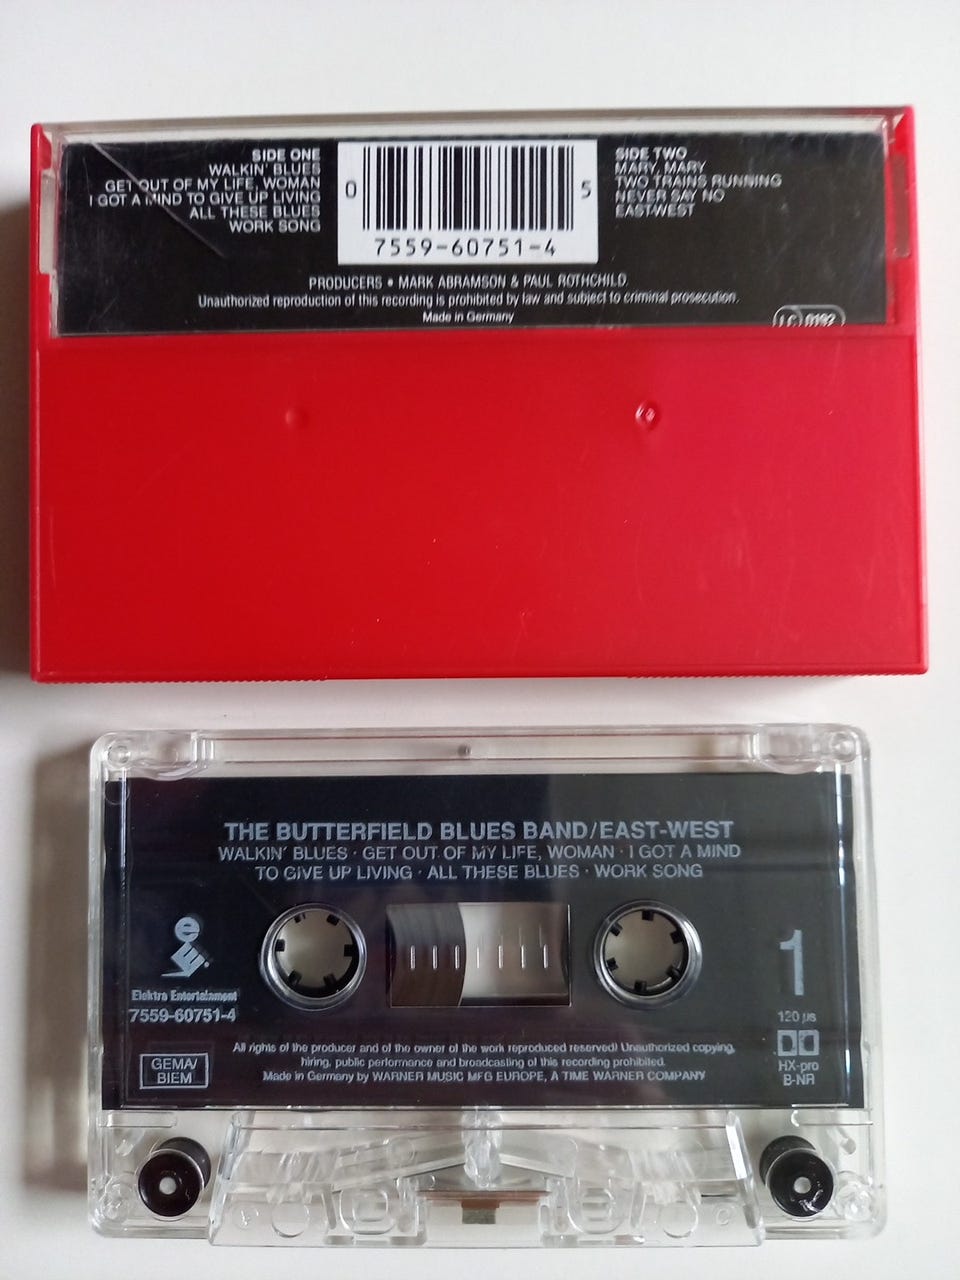 SIDE ONE
WALKIN' BLUES
GET OUT OF MY LIFE, WOMAN
I GOT A MIND TO GIVE UP LIVING
ALL THESE BLUES
WORK SONG
0 5
7559-60751-4
SIDE TWO
MARY, MARY
TWO TRAINS RUNNING
NEVER SAY NO
EAST-WEST
PRODUCERS • MARK ABRAMSON & PAUL ROTHCHILD.
Unauthorized reproduction of this recording is prohibited by law and subject to criminal prosecution.
Made in Germany
LC 0192
THE BUTTERFIELD BLUES BAND/EAST-WEST
WALKIN' BLUES · GET OUT OF MY LIFE, WOMAN · I GOT A MIND
TO GIVE UP LIVING · ALL THESE BLUES · WORK SONG
e
Elektra Entertainment
7559-60751-4
GEMA/
BIEM
1
120 µs
HX-pro
B-NR
All rights of the producer and of the owner of the work reproduced reserved! Unauthorized copying,
hiring, public performance and broadcasting of this recording prohibited.
Made in Germany by WARNER MUSIC MFG EUROPE, A TIME WARNER COMPANY